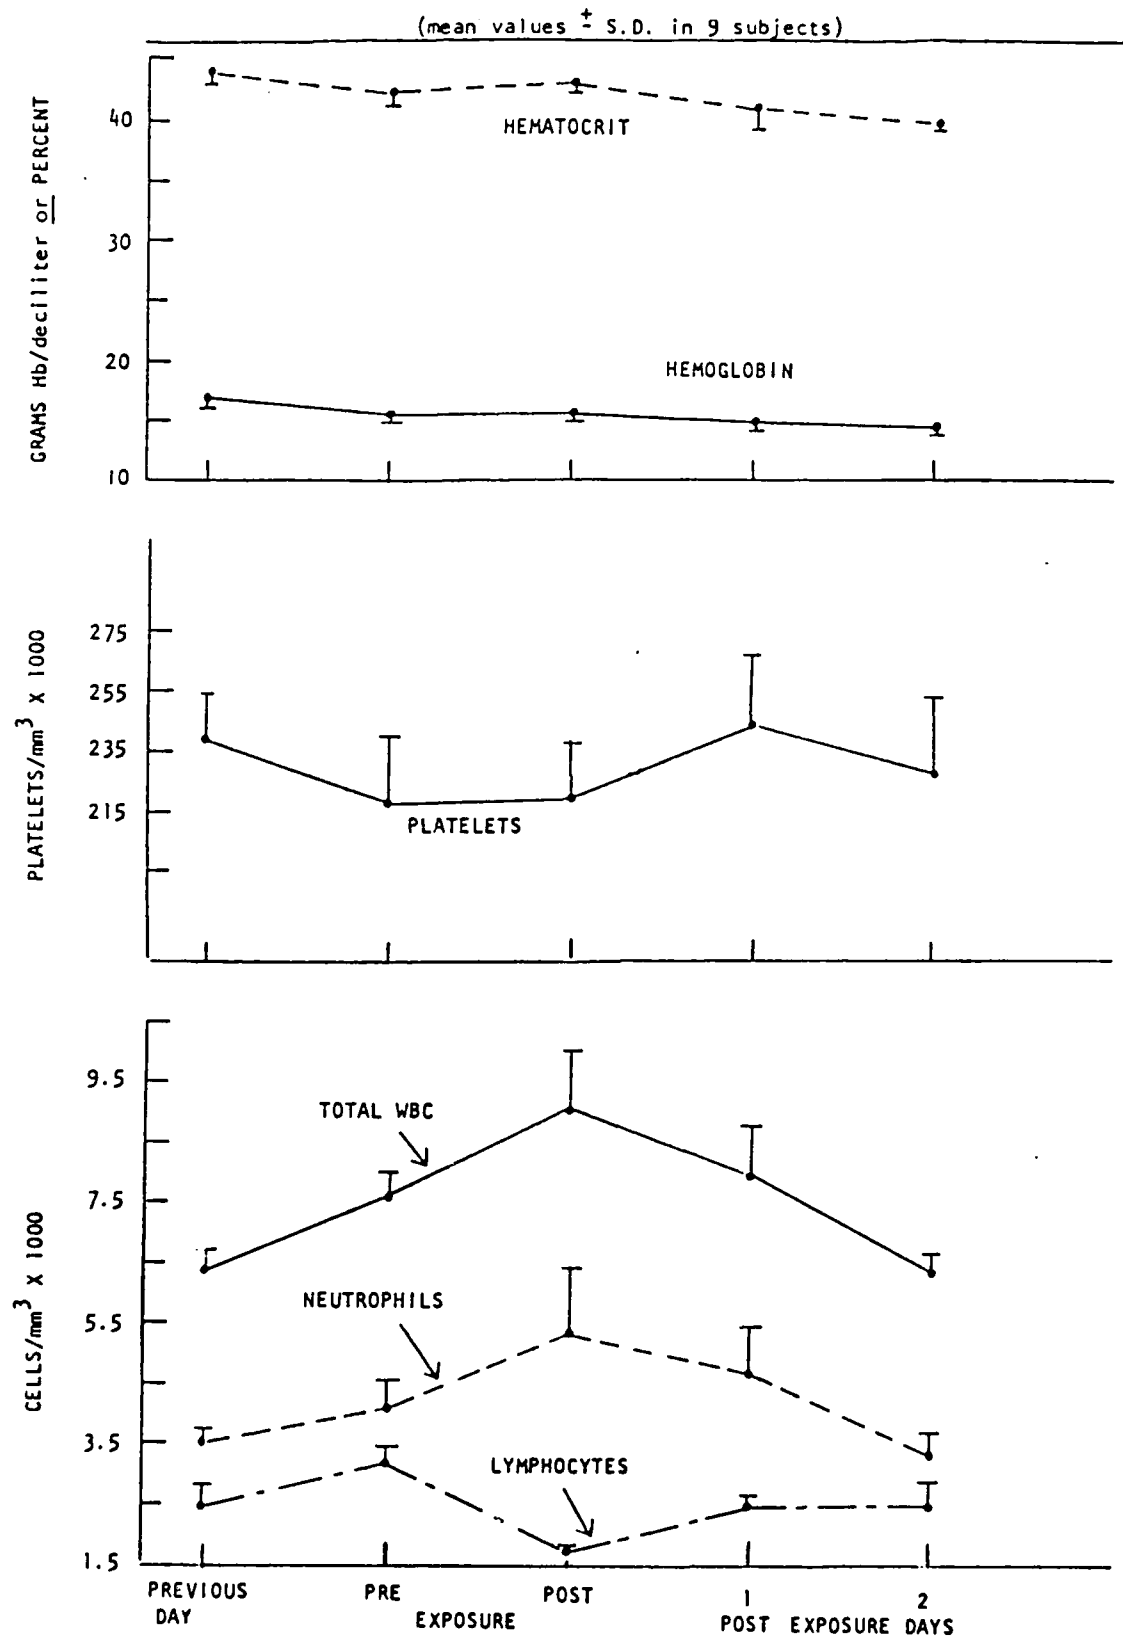 (mean values ± S.D. in 9 subjects)
GRAMS Hb/deciliter or PERCENT
40
30
20
10
HEMATOCRIT
HEMOGLOBIN
PLATELETS/mm³ X 1000
275
255
235
215
PLATELETS
CELLS/mm³ X 1000
9.5
7.5
5.5
3.5
1.5
TOTAL WBC
NEUTROPHILS
LYMPHOCYTES
PREVIOUS DAY
PRE
POST
EXPOSURE
1
2
POST EXPOSURE DAYS